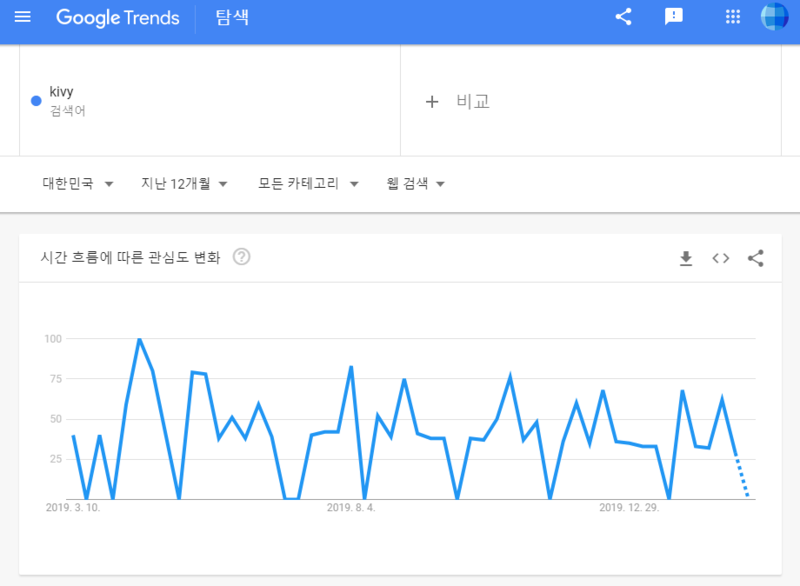 Google Trends 탐색
kivy
검색어
+ 비교
대한민국 지난 12개월 모든 카테고리 웹 검색
시간 흐름에 따른 관심도 변화 ?
100
75
50
25
2019. 3. 10. 2019. 8. 4. 2019. 12. 29.